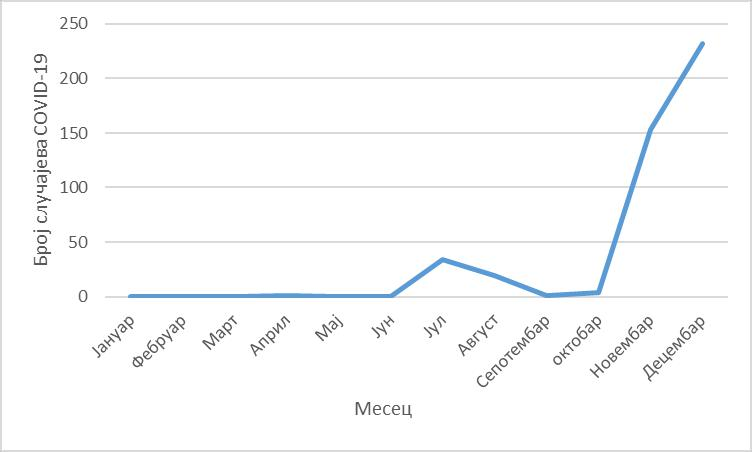 250
200
150
100
50
0
Број случајева COVID-19
Јануар
Фебруар
Март
Април
Мај
Јун
Јул
Август
Сепотембар
октобар
Новембар
Децембар
Месец